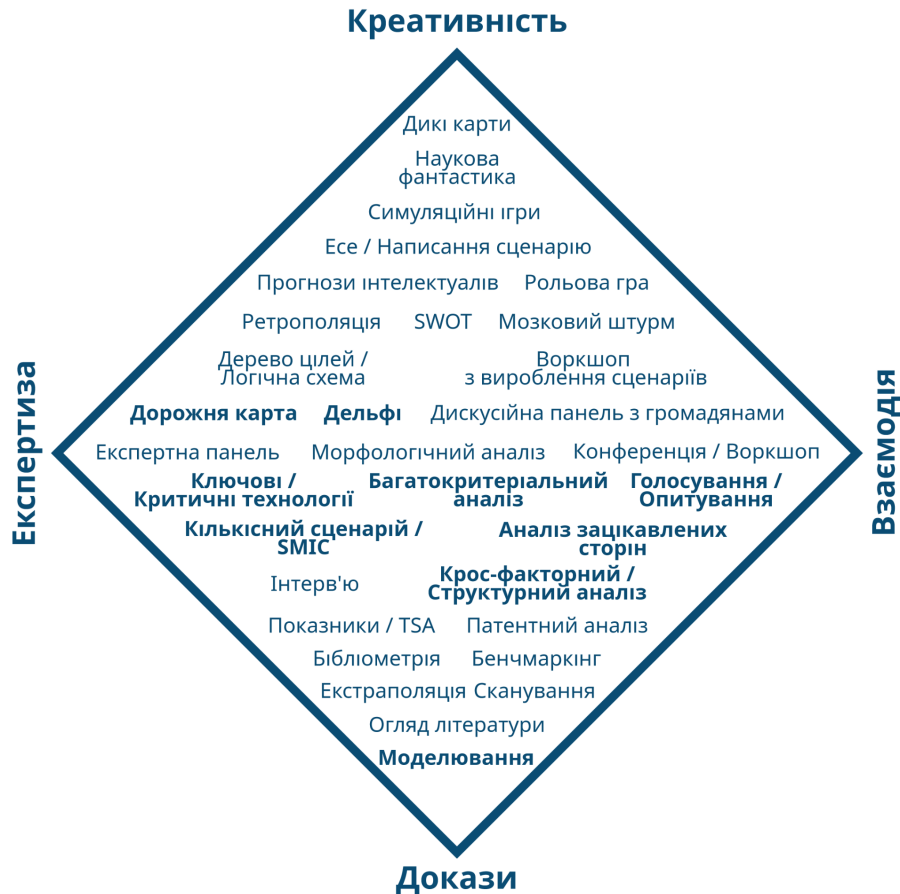 Креативність
Дикі карти
Наукова
фантастика
Симуляційні ігри
Есе / Написання сценарію
Прогнози інтелектуалів Рольова гра
Ретрополяція SWOT Мозковий штурм
Дерево цілей /
Логічна схема
Воркшоп
з вироблення сценаріїв
Дорожня карта Дельфі Дискусійна панель з громадянами
Експертиза
Взаємодія
Експертна панель Морфологічний аналіз Конференція / Воркшоп
Ключові /
Критичні технології
Багатокритеріальний
аналіз
Голосування /
Опитування
Кількісний сценарій /
SMIC
Аналіз зацікавлених
сторін
Інтерв'ю
Крос-факторний /
Структурний аналіз
Показники / TSA Патентний аналіз
Бібліометрія Бенчмаркінг
Екстраполяція Сканування
Огляд літератури
Моделювання
Докази